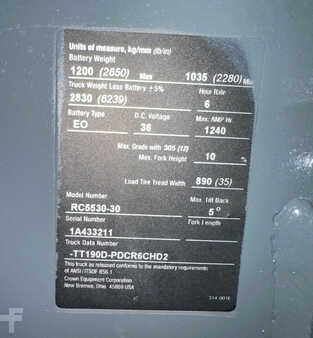 Units of measure, kg/mm (lb/in)
Battery Weight
1200 (2650) Max 1035 (2280) Min
Truck Weight Less Battery ±5% Hour Rate
2830 (6239) 6
Battery Type D.C. Voltage Max. AMP Hr.
EO 36 1240
Max. Grade with 305 (12)
Max. Fork Height 10 %
Load Tire Tread Width 890 (35)
Model Number Max. Tilt Back
RC5530-30 5°
Serial Number Fork Length
1A433211
Truck Data Number
-TT190D-PDCR6CHD2
This truck as released conforms to the mandatory requirements
of ANSI / ITSDF B56.1
Crown Equipment Corporation
New Bremen, Ohio, 45869 USA